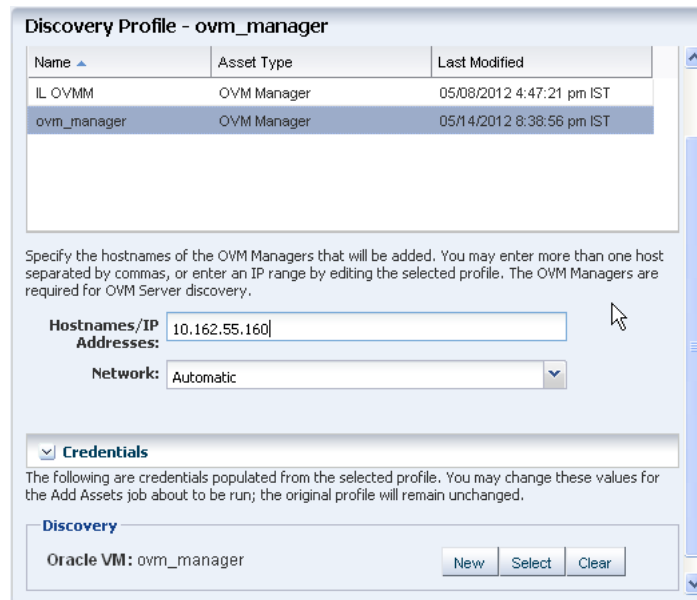 Discovery Profile - ovm_manager
Name Asset Type Last Modified
IL OVMM OVM Manager 05/08/2012 4:47:21 pm IST
ovm_manager OVM Manager 05/14/2012 8:38:56 pm IST
Specify the hostnames of the OVM Managers that will be added. You may enter more than one host
separated by commas, or enter an IP range by editing the selected profile. The OVM Managers are
required for OVM Server discovery.
Hostnames/IP Addresses: 10.162.55.160
Network: Automatic
Credentials
The following are credentials populated from the selected profile. You may change these values for
the Add Assets job about to be run; the original profile will remain unchanged.
Discovery
Oracle VM: ovm_manager New Select Clear